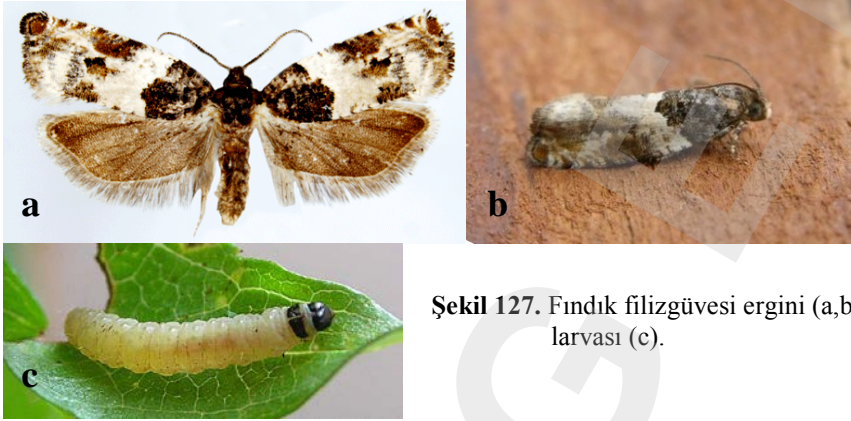 a
b
c
Şekil 127. Fındık filizgüvesi ergini (a,b
larvası (c).